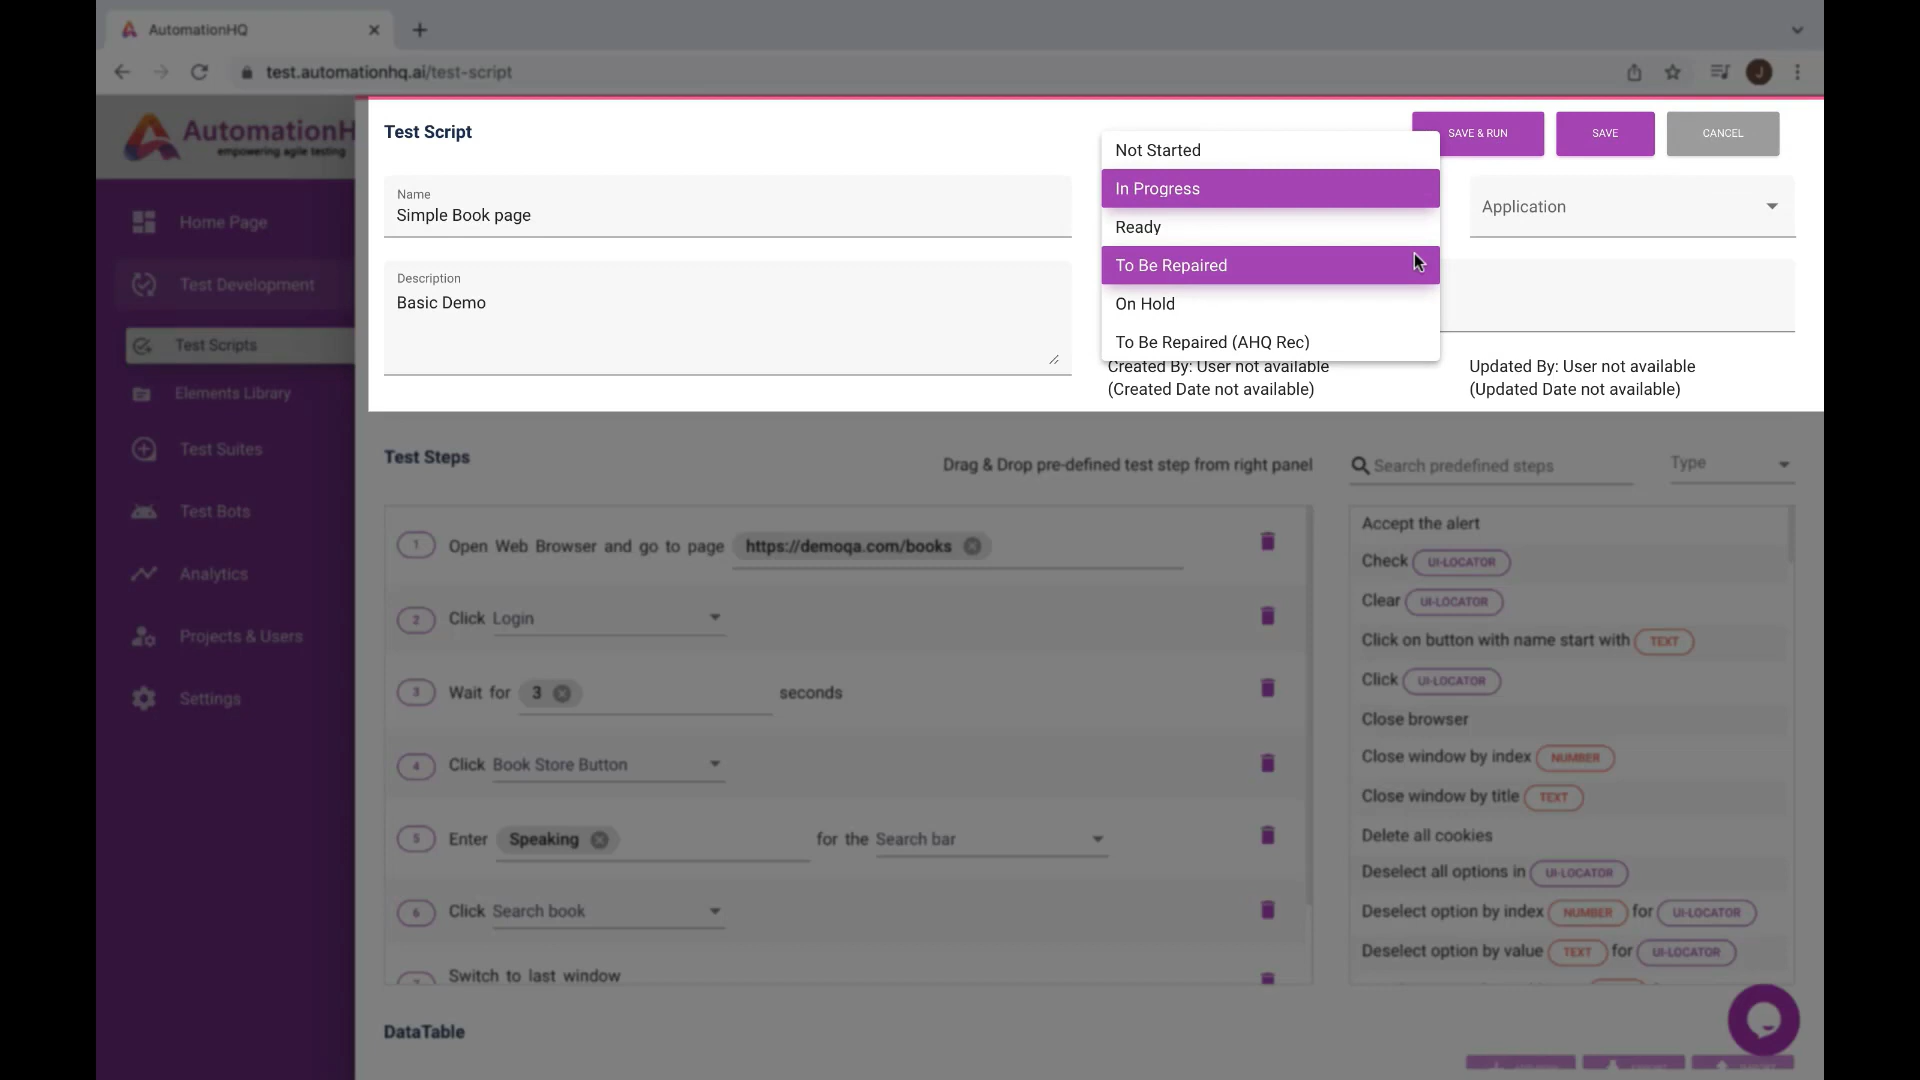 AutomationHQ
test.automationhq.ai/test-script
AutomationH
empowering agile testing
Home Page
Test Development
Test Scripts
Elements Library
Test Suites
Test Bots
Analytics
Projects & Users
Settings
Test Script
SAVE & RUN
SAVE
CANCEL
Name
Simple Book page
Description
Basic Demo
Not Started
In Progress
Ready
To Be Repaired
On Hold
To Be Repaired (AHQ Rec)
Application
Created By: User not available
(Created Date not available)
Updated By: User not available
(Updated Date not available)
Test Steps
Drag & Drop pre-defined test step from right panel
1 Open Web Browser and go to page https://demoqa.com/books
2 Click Login
3 Wait for 3 seconds
4 Click Book Store Button
5 Enter Speaking for the Search bar
6 Click Search book
7 Switch to last window
Search predefined steps
Type
Accept the alert
Check UI-LOCATOR
Clear UI-LOCATOR
Click on button with name start with TEXT
Click UI-LOCATOR
Close browser
Close window by index NUMBER
Close window by title TEXT
Delete all cookies
Deselect all options in UI-LOCATOR
Deselect option by index NUMBER for UI-LOCATOR
Deselect option by value TEXT for UI-LOCATOR
DataTable
J